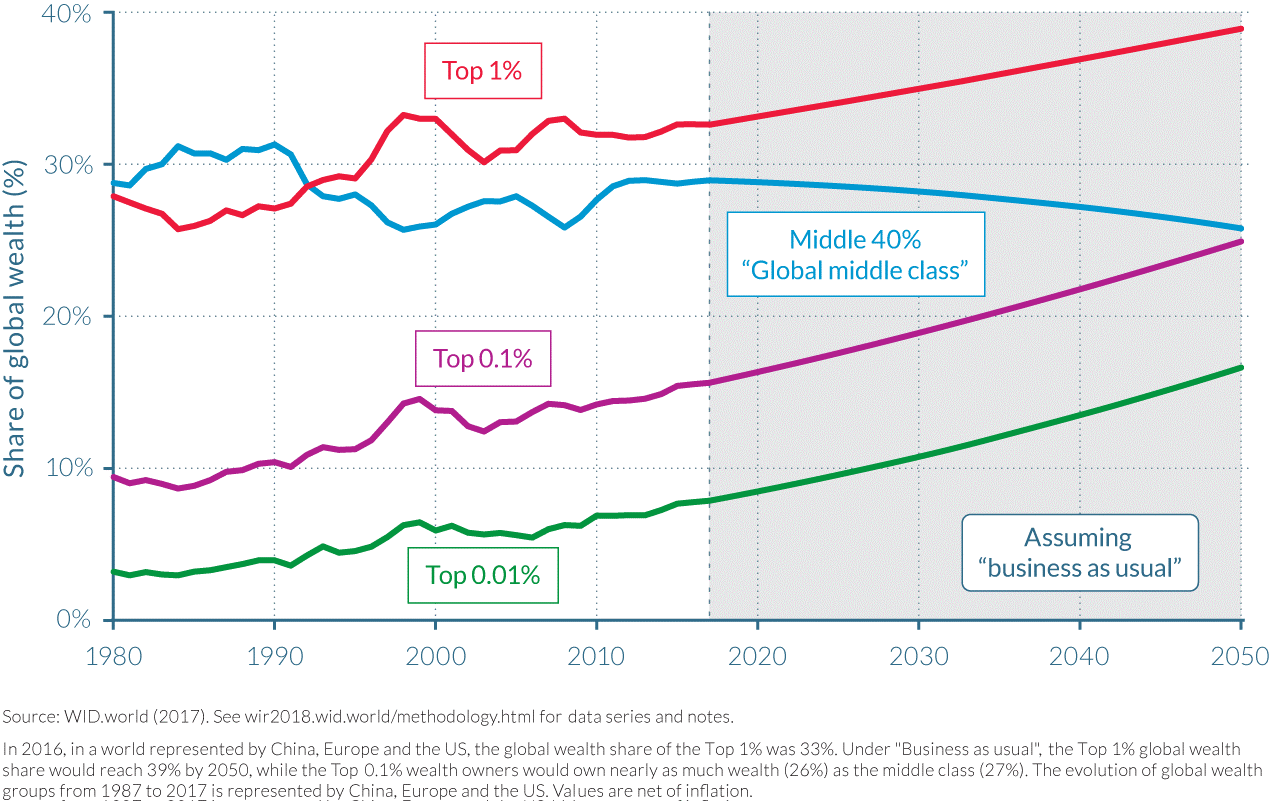 40%
Top 1%
30%
Share of global wealth (%)
Middle 40%
“Global middle class”
20%
Top 0.1%
10%
Assuming
“business as usual”
Top 0.01%
0%
1980 1990 2000 2010 2020 2030 2040 2050
Source: WID.world (2017). See wir2018.wid.world/methodology.html for data series and notes.
In 2016, in a world represented by China, Europe and the US, the global wealth share of the Top 1% was 33%. Under "Business as usual", the Top 1% global wealth
share would reach 39% by 2050, while the Top 0.1% wealth owners would own nearly as much wealth (26%) as the middle class (27%). The evolution of global wealth
groups from 1987 to 2017 is represented by China, Europe and the US. Values are net of inflation.